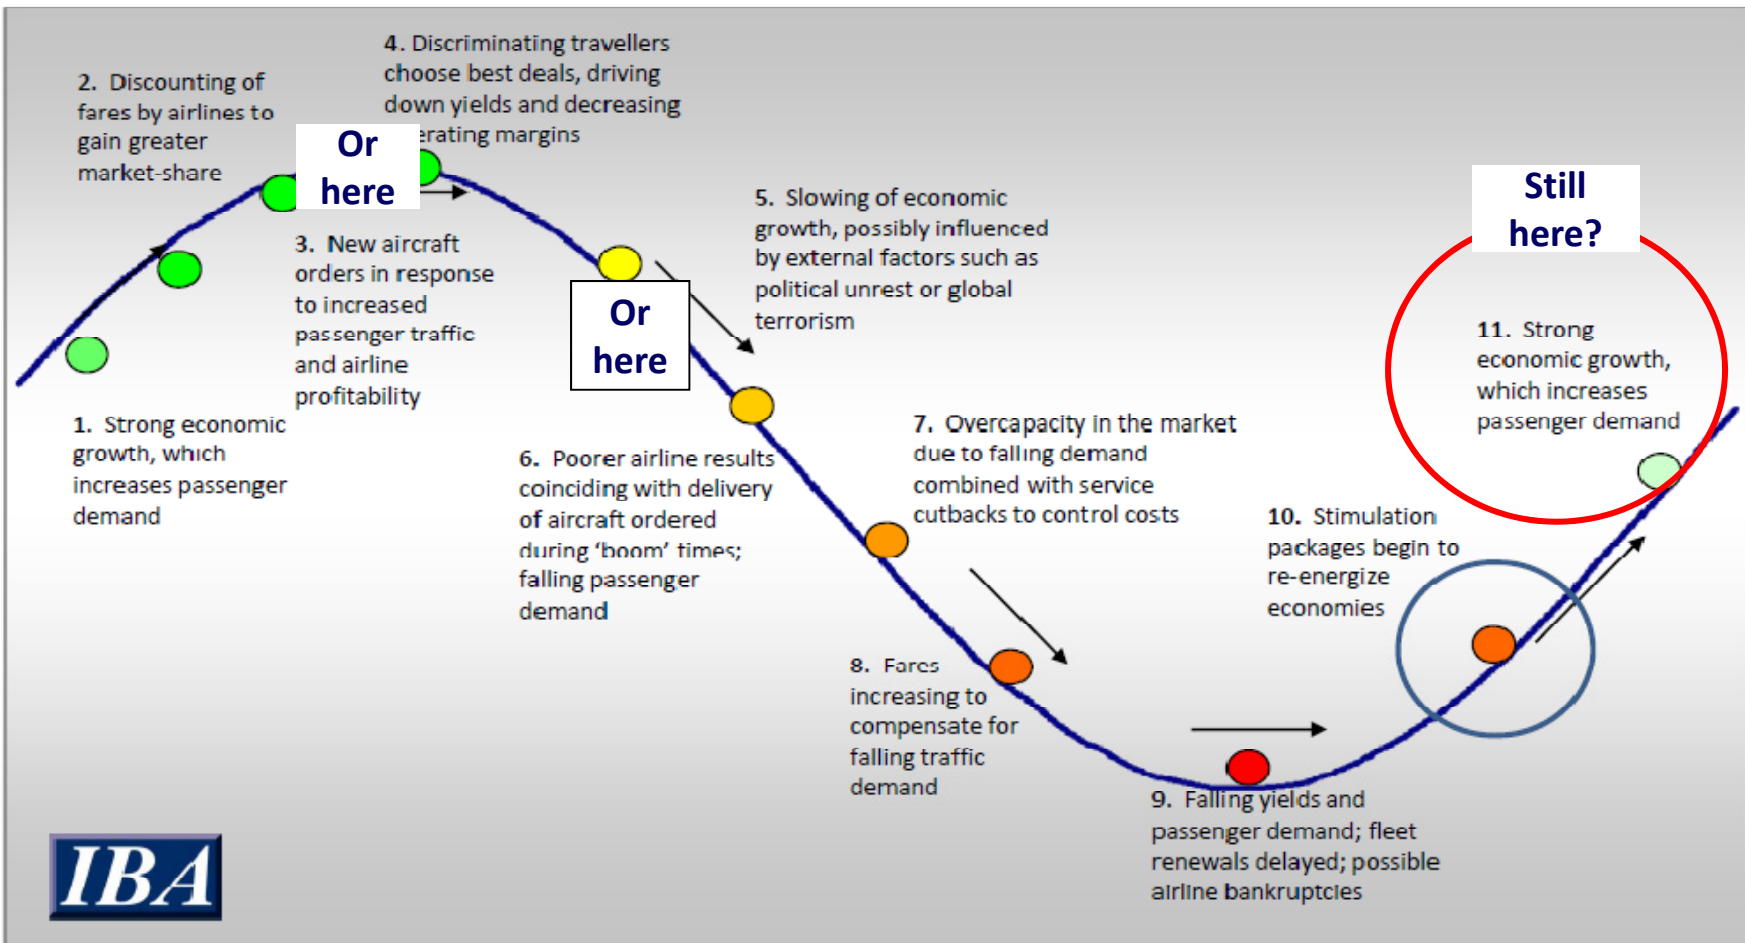 2. Discounting of
fares by airlines to
gain greater
market-share
4. Discriminating travellers
choose best deals, driving
down yields and decreasing
erating margins
Or
here
3. New aircraft
orders in response
to increased
passenger traffic
and airline
profitability
1. Strong economic
growth, which
increases passenger
demand
5. Slowing of economic
growth, possibly influenced
by external factors such as
political unrest or global
terrorism
Or
here
6. Poorer airline results
coinciding with delivery
of aircraft ordered
during ‘boom’ times;
falling passenger
demand
7. Overcapacity in the market
due to falling demand
combined with service
cutbacks to control costs
8. Fares
increasing to
compensate for
falling traffic
demand
9. Falling yields and
passenger demand; fleet
renewals delayed; possible
airline bankruptcies
10. Stimulation
packages begin to
re-energize
economies
Still
here?
11. Strong
economic growth,
which increases
passenger demand
IBA